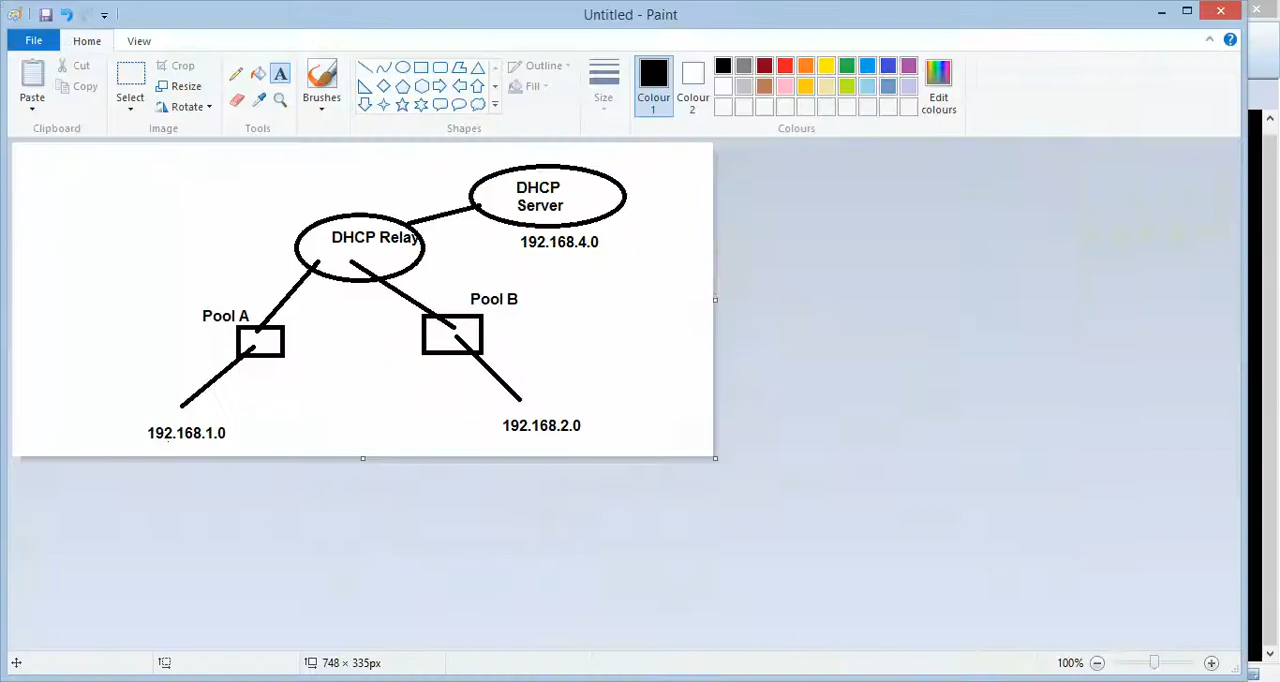 Untitled - Paint
File
Home
View
Paste
Cut
Copy
Clipboard
Select
Crop
Resize
Rotate
Image
A
Tools
Brushes
Shapes
Outline
Fill
Size
Colour 1
Colour 2
Edit colours
Colours
DHCP
Server
192.168.4.0
DHCP Relay
Pool A
Pool B
192.168.1.0
192.168.2.0
748 × 335px
100%